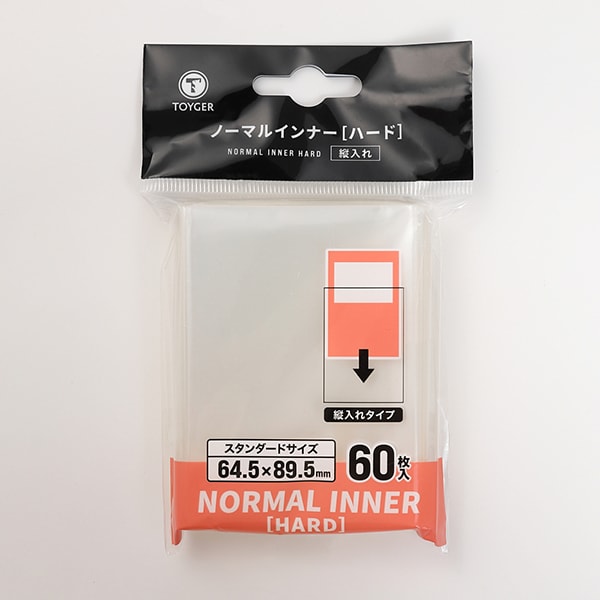 TOYGER
ノーマルインナー[ハード]
NORMAL INNER HARD 縦入れ
縦入れタイプ
スタンダードサイズ
64.5×89.5mm
60枚入
NORMAL INNER
[HARD]